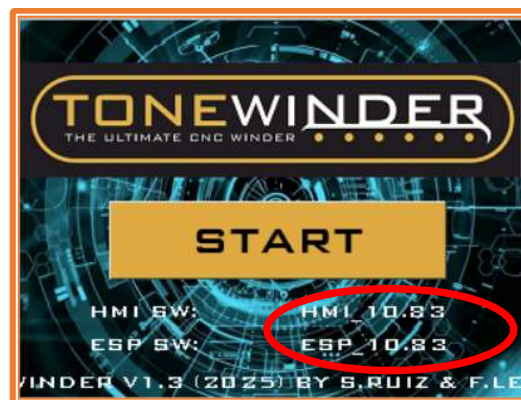 TONEWINDER
THE ULTIMATE CNC WINDER
START
HMI SW: HMI_10.83
ESP SW: ESP_10.83
WINDER V1.3 (2025) BY S.RUIZ & F.LE